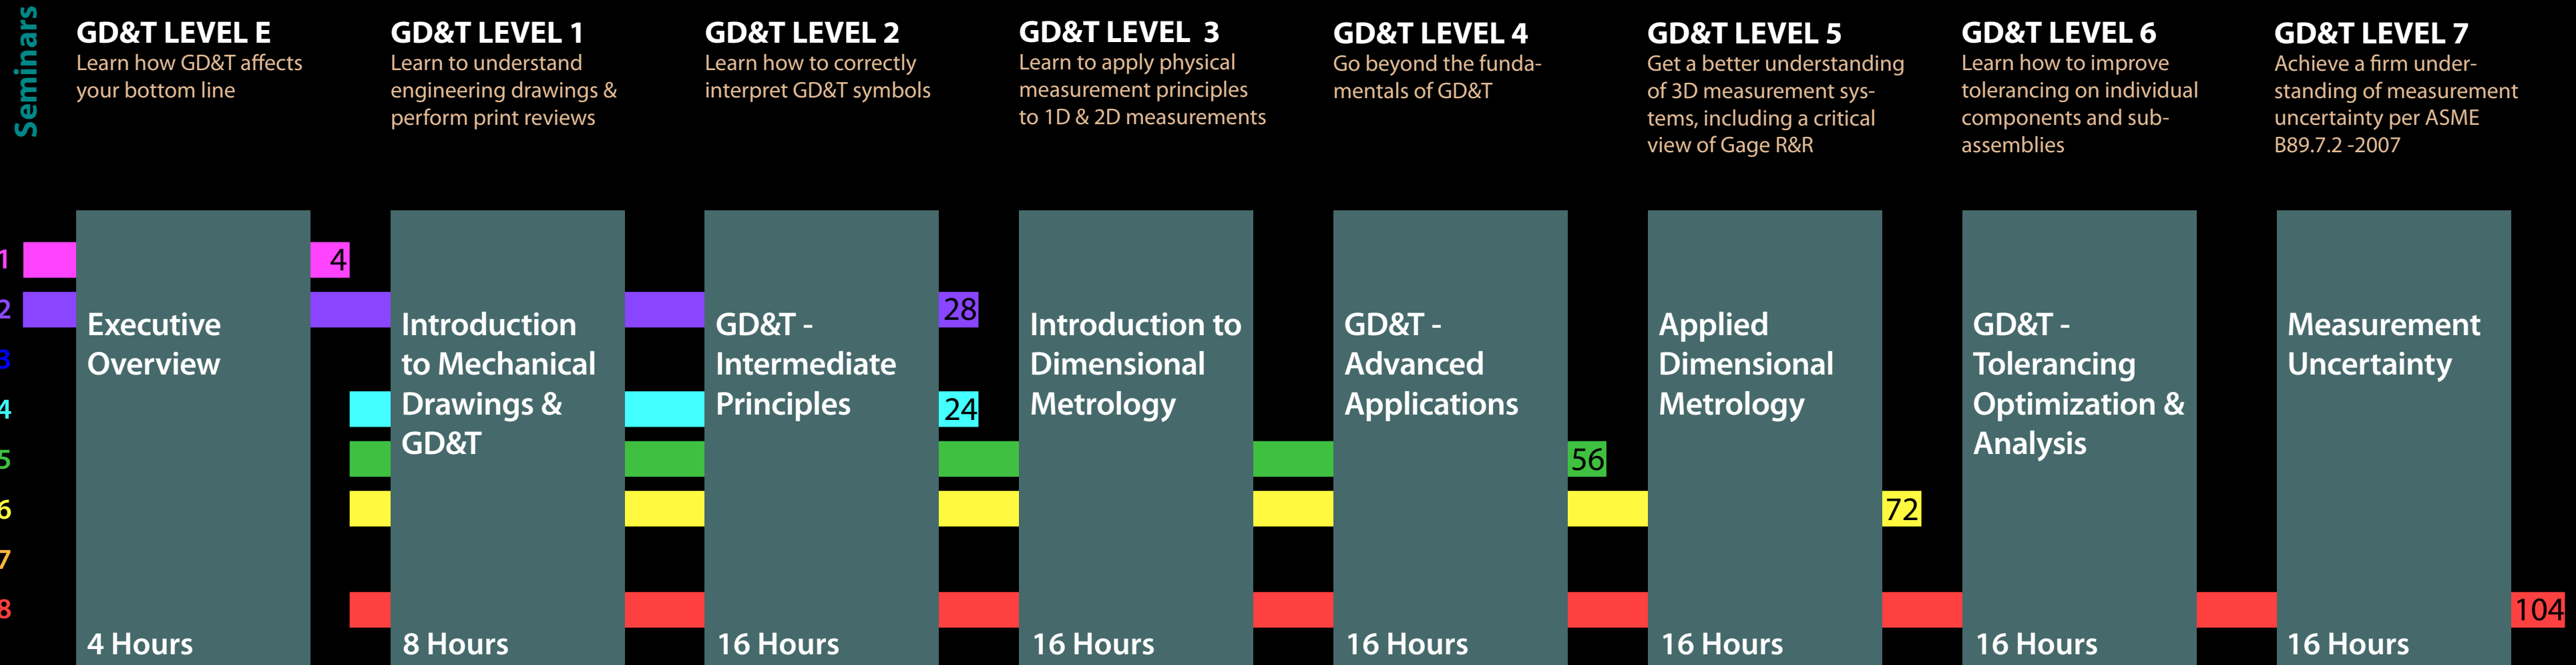 Seminars
GD&T LEVEL E
Learn how GD&T affects
your bottom line
GD&T LEVEL 1
Learn to understand
engineering drawings &
perform print reviews
GD&T LEVEL 2
Learn how to correctly
interpret GD&T symbols
GD&T LEVEL 3
Learn to apply physical
measurement principles
to 1D & 2D measurements
GD&T LEVEL 4
Go beyond the funda-
mentals of GD&T
GD&T LEVEL 5
Get a better understanding
of 3D measurement sys-
tems, including a critical
view of Gage R&R
GD&T LEVEL 6
Learn how to improve
tolerancing on individual
components and sub-
assemblies
GD&T LEVEL 7
Achieve a firm under-
standing of measurement
uncertainty per ASME
B89.7.2 -2007
1
4
2
28
3
4
24
5
56
6
72
7
8
104
Executive
Overview
4 Hours
Introduction
to Mechanical
Drawings &
GD&T
8 Hours
GD&T -
Intermediate
Principles
16 Hours
Introduction to
Dimensional
Metrology
16 Hours
GD&T -
Advanced
Applications
16 Hours
Applied
Dimensional
Metrology
16 Hours
GD&T -
Tolerancing
Optimization &
Analysis
16 Hours
Measurement
Uncertainty
16 Hours